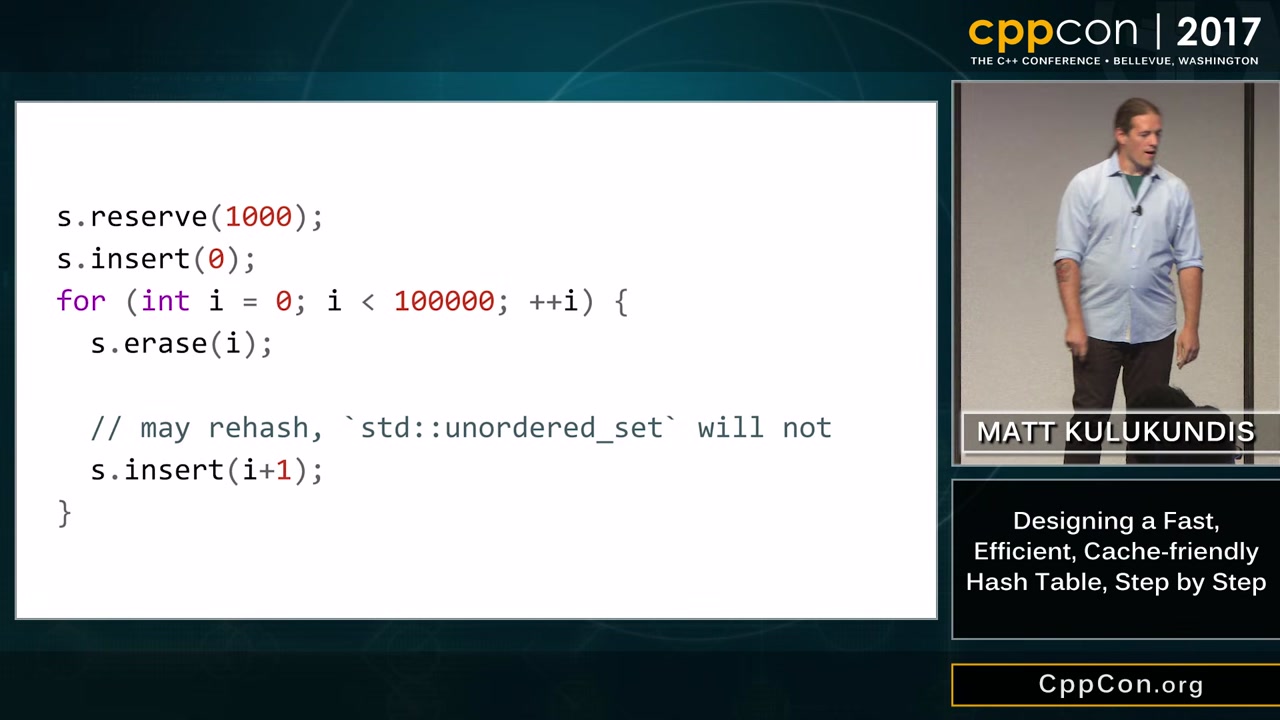 cppcon | 2017
THE C++ CONFERENCE • BELLEVUE, WASHINGTON
s.reserve(1000);
s.insert(0);
for (int i = 0; i < 100000; ++i) {
  s.erase(i);

  // may rehash, `std::unordered_set` will not
  s.insert(i+1);
}
MATT KULUKUNDIS
Designing a Fast,
Efficient, Cache-friendly
Hash Table, Step by Step
CppCon.org